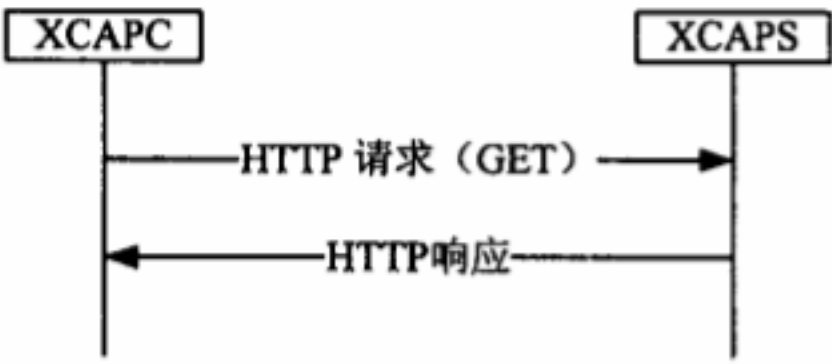 XCAPC
XCAPS
HTTP 请求（GET）
HTTP响应